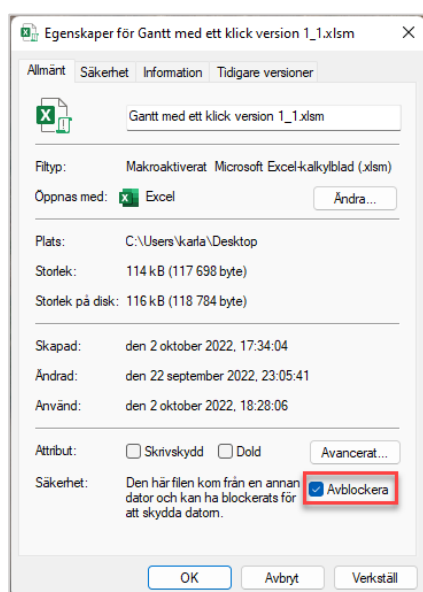 Egenskaper för Gantt med ett klick version 1_1.xlsm
Allmänt Säkerhet Information Tidigare versioner
Gantt med ett klick version 1_1.xlsm
Filtyp: Makroaktiverat Microsoft Excel-kalkylblad (.xlsm)
Öppnas med: Excel Ändra...
Plats: C:\Users\karla\Desktop
Storlek: 114 kB (117 698 byte)
Storlek på disk: 116 kB (118 784 byte)
Skapad: den 2 oktober 2022, 17:34:04
Ändrad: den 22 september 2022, 23:05:41
Använd: den 2 oktober 2022, 18:28:06
Attribut: Skrivskydd Dold Avancerat...
Säkerhet: Den här filen kom från en annan
dator och kan ha blockerats för Avblockera
att skydda datorn.
OK Avbryt Verkställ